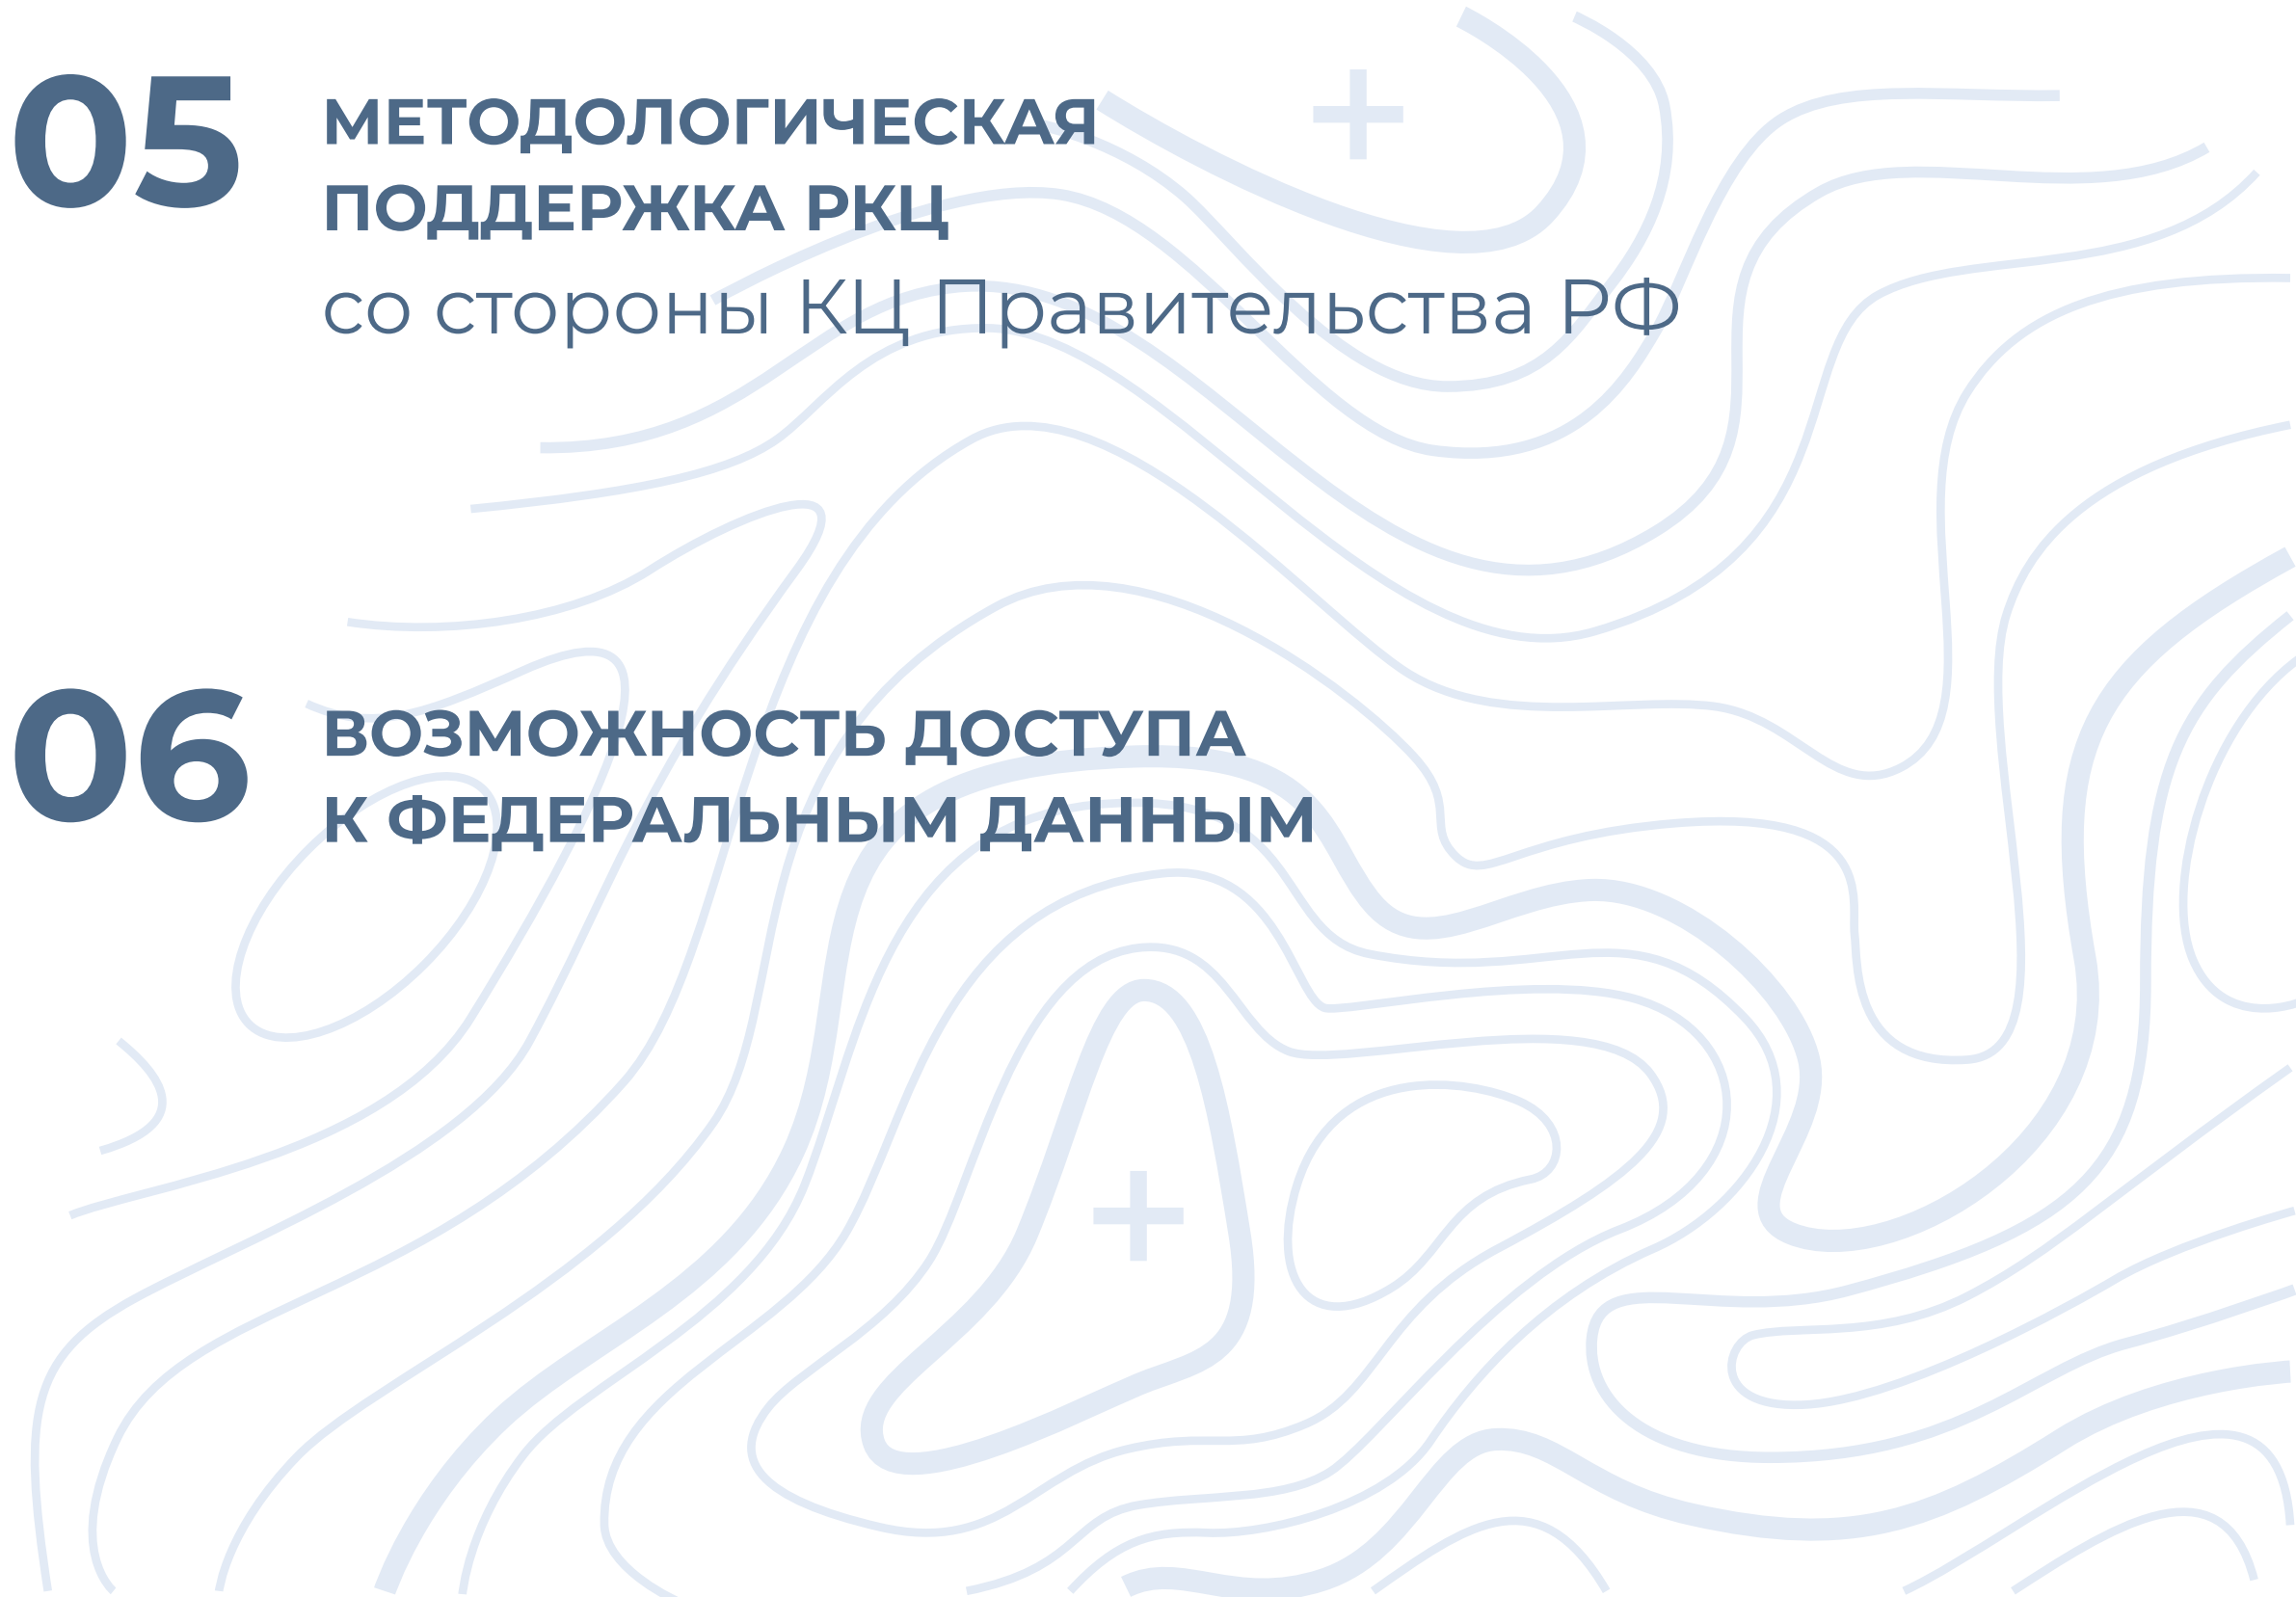 05
МЕТОДОЛОГИЧЕСКАЯ
ПОДДЕРЖКА РКЦ
со стороны КЦ Правительства РФ
06
ВОЗМОЖНОСТЬ ДОСТУПА
К ФЕДЕРАЛЬНЫМ ДАННЫМ